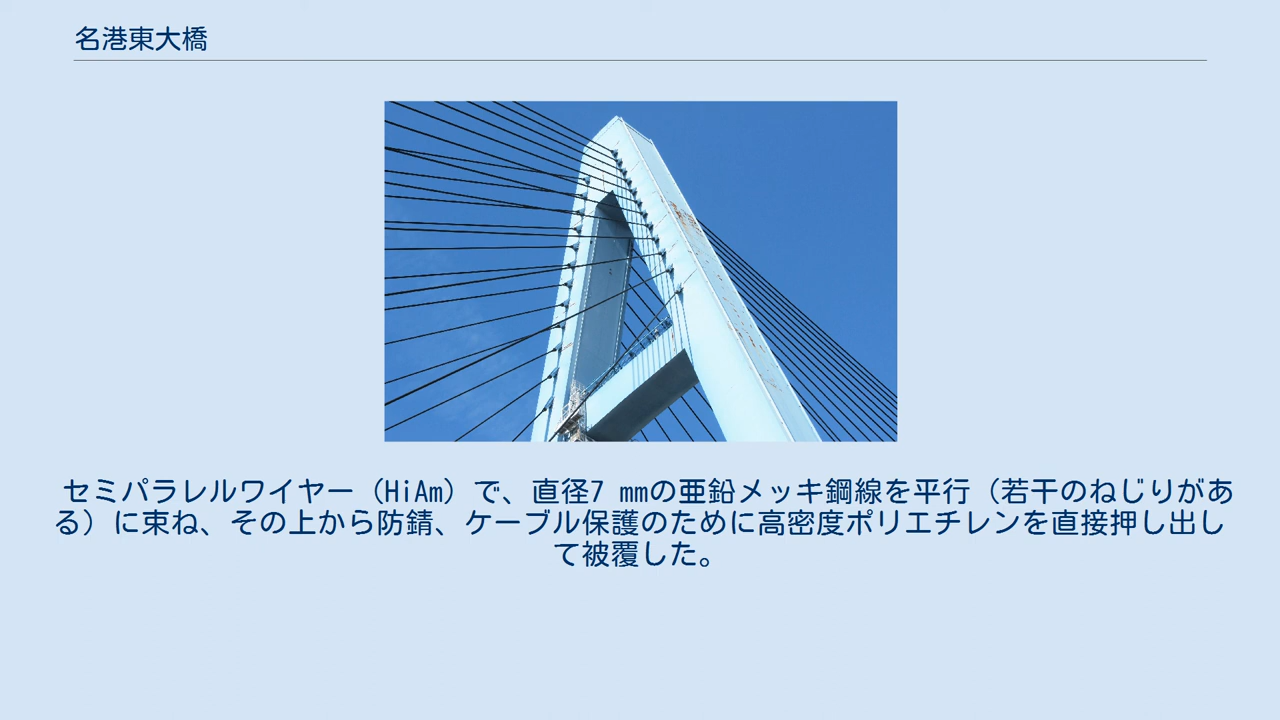 名港東大橋
セミパラレルワイヤー（HiAm）で、直径7 mmの亜鉛メッキ鋼線を平行（若干のねじりがあ
る）に束ね、その上から防錆、ケーブル保護のために高密度ポリエチレンを直接押し出し
て被覆した。